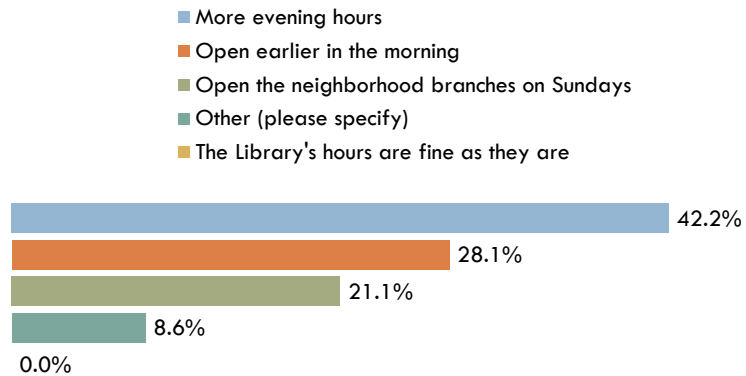 More evening hours
Open earlier in the morning
Open the neighborhood branches on Sundays
Other (please specify)
The Library's hours are fine as they are
42.2%
28.1%
21.1%
8.6%
0.0%